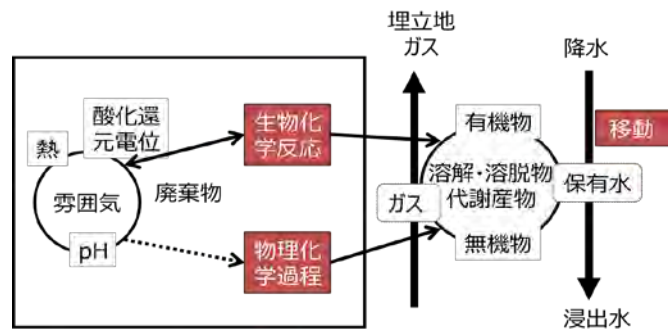 埋立地
ガス
降水
酸化還
元電位
熱
雰囲気
pH
廃棄物
生物化
学反応
物理化
学過程
有機物
溶解・溶脱物
代謝産物
無機物
ガス
移動
保有水
浸出水